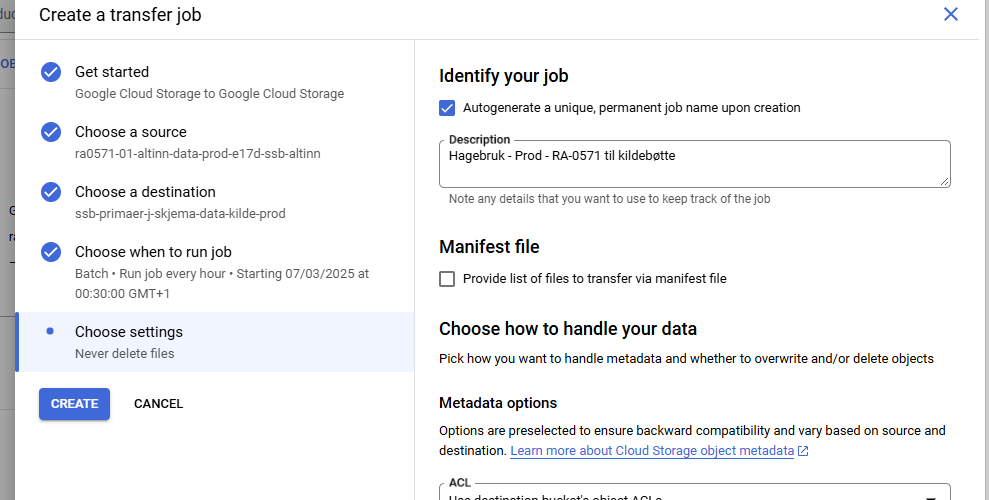 Create a transfer job
Get started
Google Cloud Storage to Google Cloud Storage
Choose a source
ra0571-01-altinn-data-prod-e17d-ssb-altinn
Choose a destination
ssb-primaer-j-skjema-data-kilde-prod
Choose when to run job
Batch • Run job every hour • Starting 07/03/2025 at
00:30:00 GMT+1
Choose settings
Never delete files
CREATE
CANCEL
Identify your job
Autogenerate a unique, permanent job name upon creation
Description
Hagebruk - Prod - RA-0571 til kildebøtte
Note any details that you want to use to keep track of the job
Manifest file
Provide list of files to transfer via manifest file
Choose how to handle your data
Pick how you want to handle metadata and whether to overwrite and/or delete objects
Metadata options
Options are preselected to ensure backward compatibility and vary based on source and
destination. Learn more about Cloud Storage object metadata
ACL
Use destination bucket's object ACLs